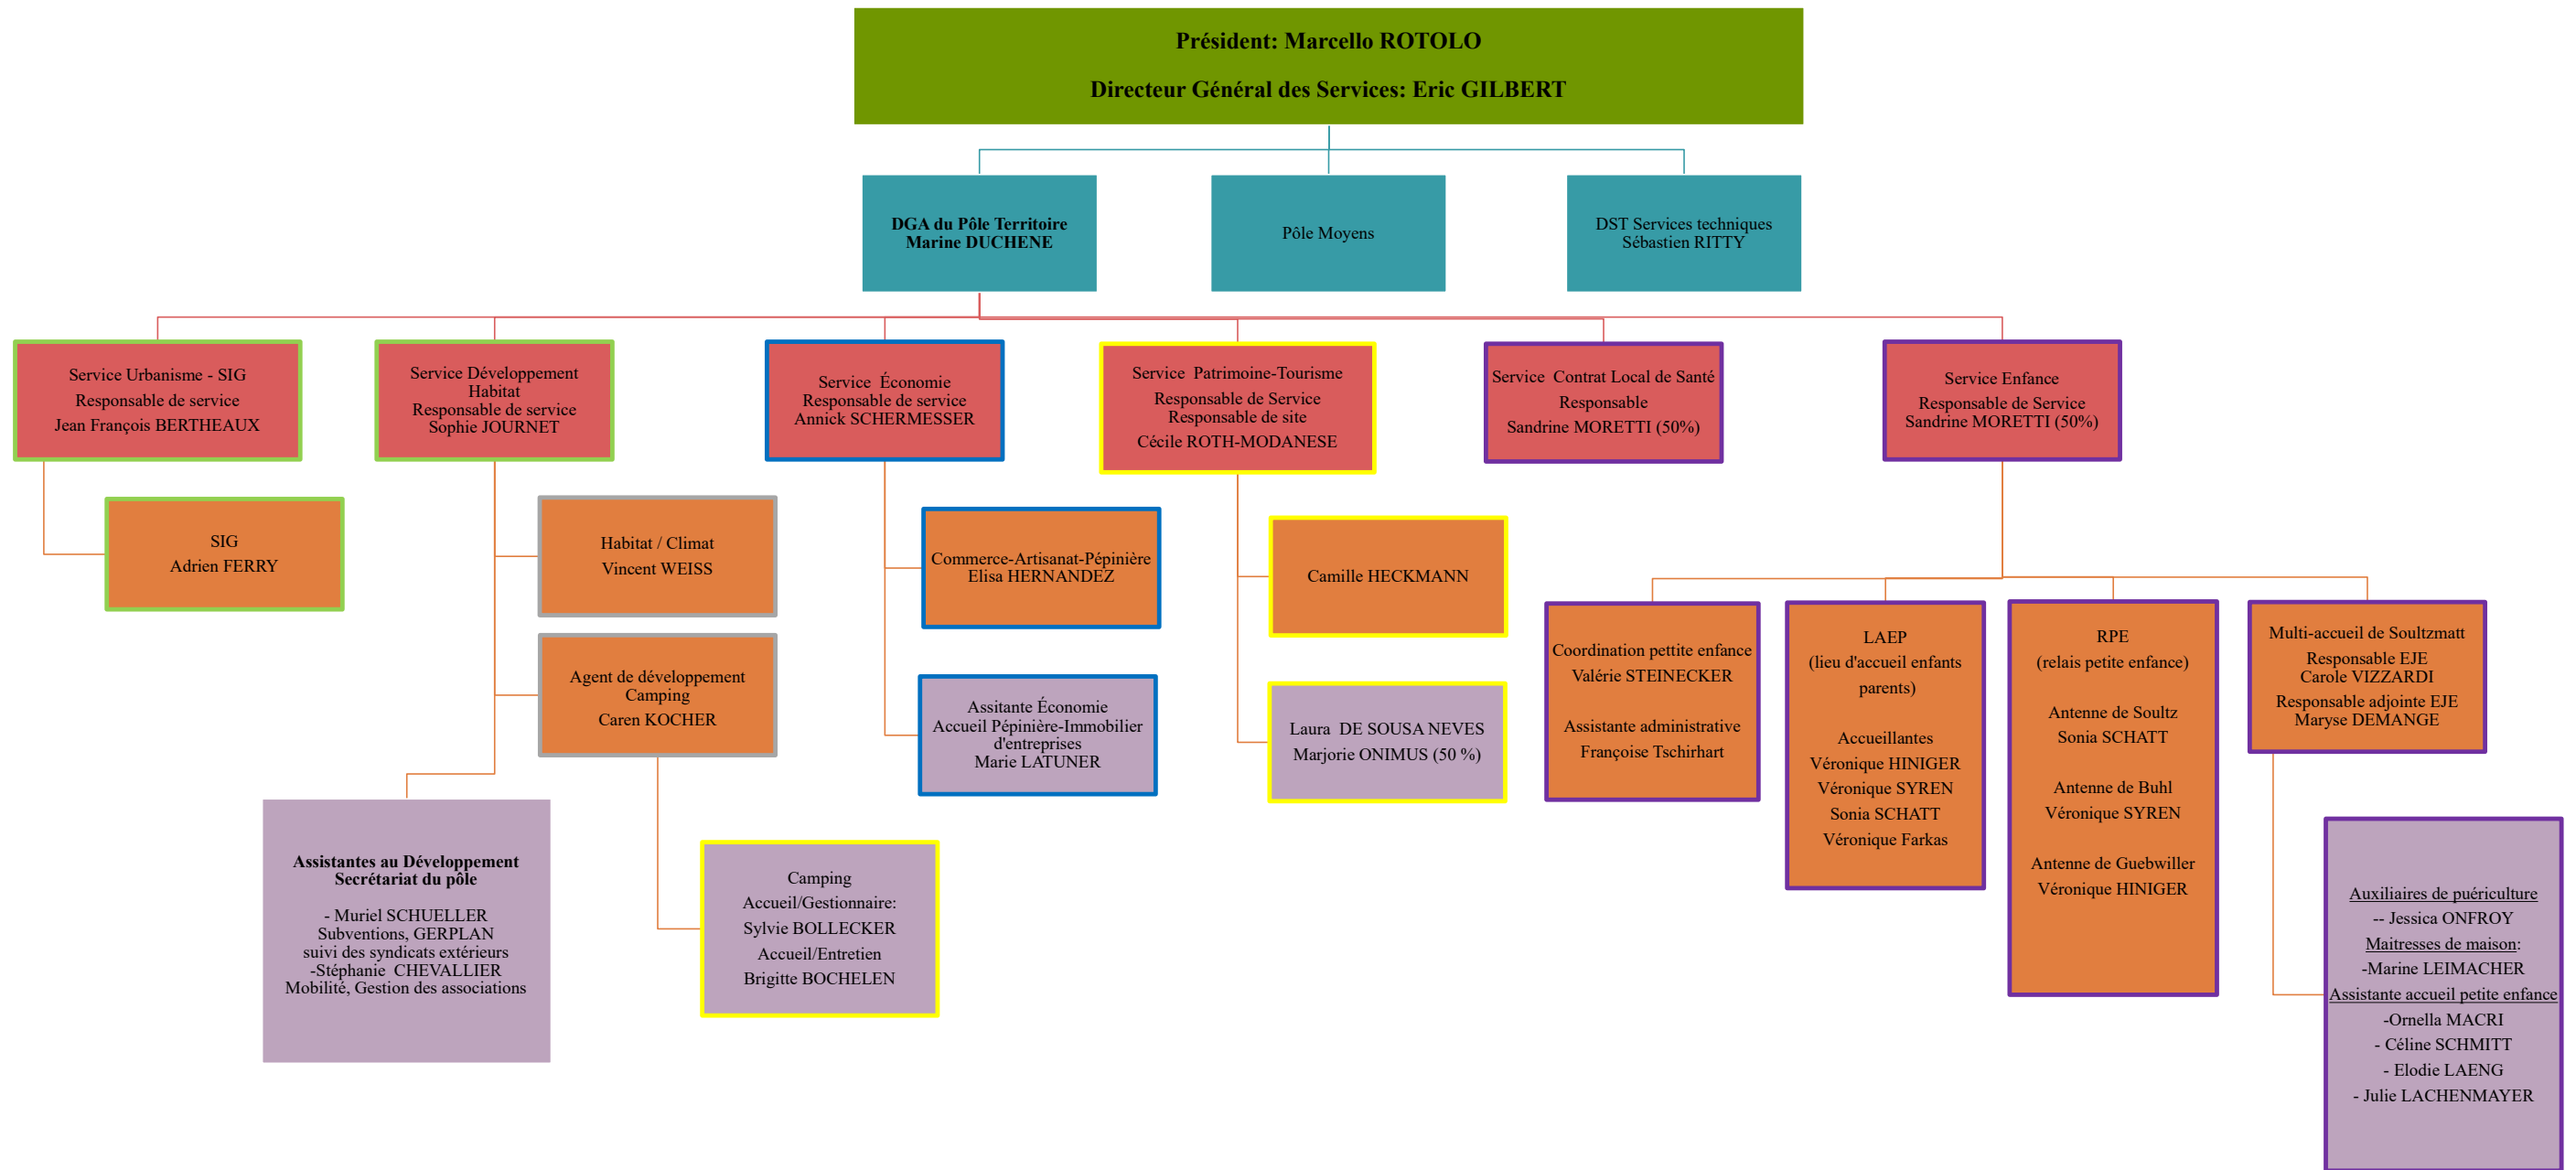 Président: Marcello ROTOLO
Directeur Général des Services: Eric GILBERT
DGA du Pôle Territoire
Marine DUCHENE
Pôle Moyens
DST Services techniques
Sébastien RITTY
Service Urbanisme - SIG
Responsable de service
Jean François BERTHEAUX
Service Développement
Habitat
Responsable de service
Sophie JOURNET
Service Économie
Responsable de service
Annick SCHERMESSER
Service Patrimoine-Tourisme
Responsable de Service
Responsable de site
Cécile ROTH-MODANESE
Service Contrat Local de Santé
Responsable
Sandrine MORETTI (50%)
Service Enfance
Responsable de Service
Sandrine MORETTI (50%)
SIG
Adrien FERRY
Habitat / Climat
Vincent WEISS
Agent de développement
Camping
Caren KOCHER
Assistantes au Développement
Secrétariat du pôle
- Muriel SCHUELLER
Subventions, GERPLAN
suivi des syndicats extérieurs
-Stéphanie CHEVALLIER
Mobilité, Gestion des associations
Camping
Accueil/Gestionnaire:
Sylvie BOLLECKER
Accueil/Entretien
Brigitte BOCHELEN
Commerce-Artisanat-Pépinière
Elisa HERNANDEZ
Assitante Économie
Accueil Pépinière-Immobilier
d'entreprises
Marie LATUNER
Camille HECKMANN
Laura DE SOUSA NEVES
Marjorie ONIMUS (50 %)
Coordination pettite enfance
Valérie STEINECKER
Assistante administrative
Françoise Tschirhart
LAEP
(lieu d'accueil enfants
parents)
Accueillantes
Véronique HINIGER
Véronique SYREN
Sonia SCHATT
Véronique Farkas
RPE
(relais petite enfance)
Antenne de Soultz
Sonia SCHATT
Antenne de Buhl
Véronique SYREN
Antenne de Guebwiller
Véronique HINIGER
Multi-accueil de Soultzmatt
Responsable EJE
Carole VIZZARDI
Responsable adjointe EJE
Maryse DEMANGE
Auxiliaires de puériculture
-- Jessica ONFROY
Maitresses de maison:
-Marine LEIMACHER
Assistante accueil petite enfance
-Ornella MACRI
- Céline SCHMITT
- Elodie LAENG
- Julie LACHENMAYER